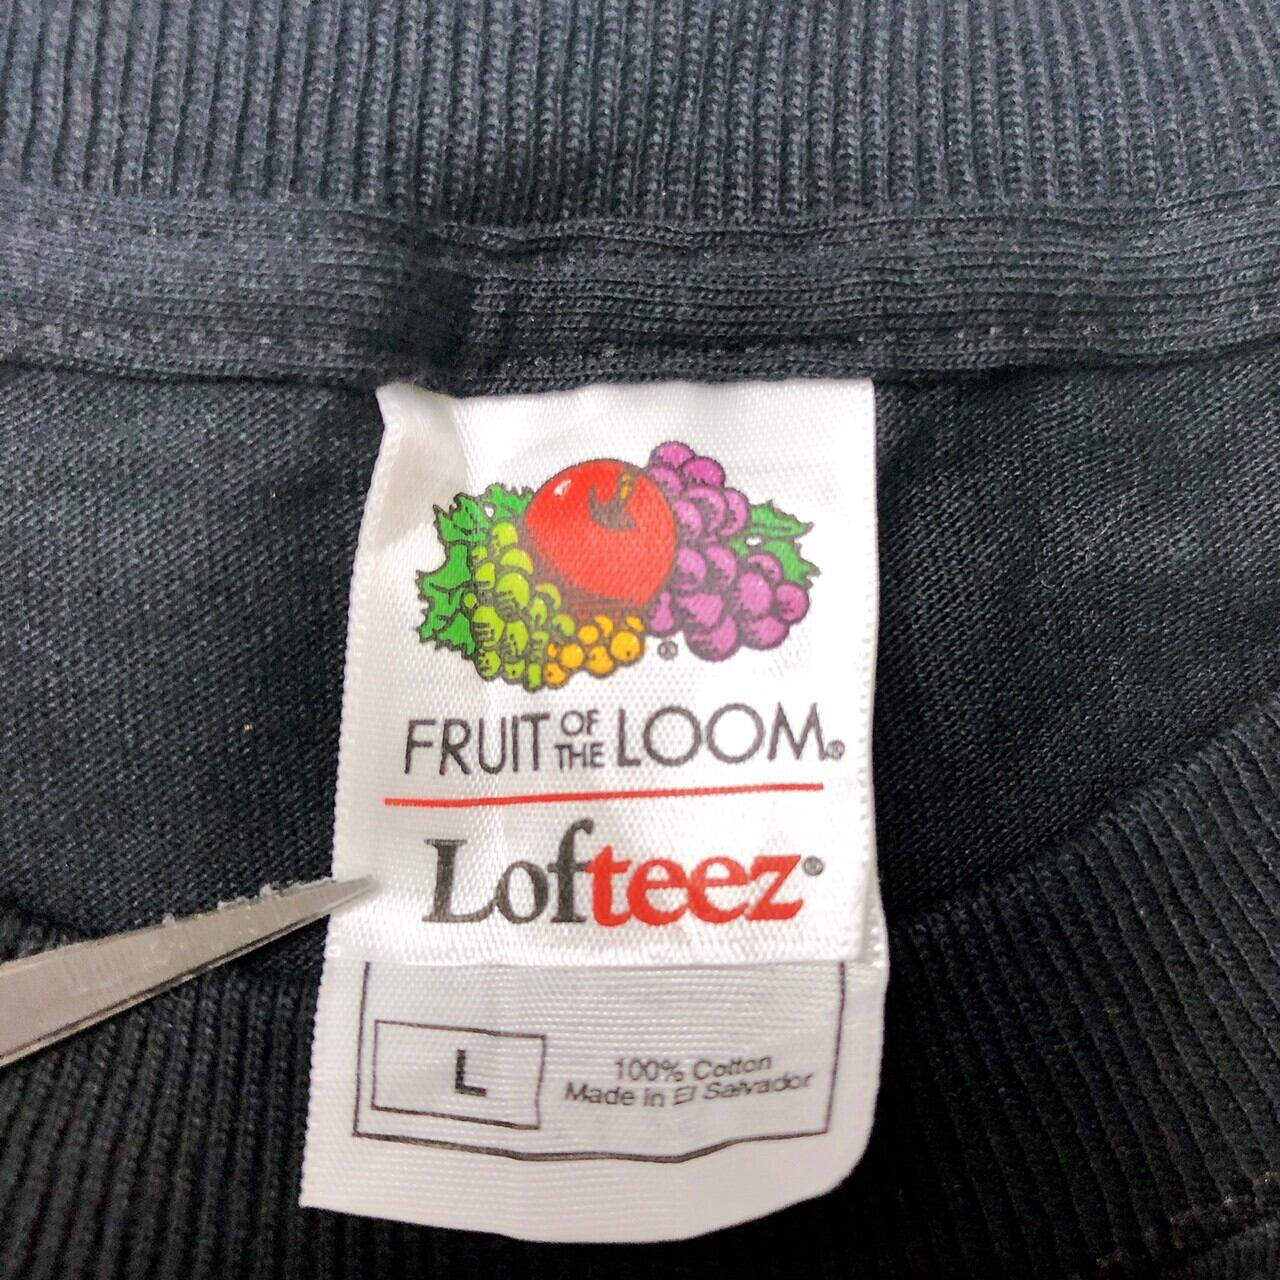 FRUIT OF THE LOOM®
Lofteez®
L
100% Cotton
Made in El Salvador